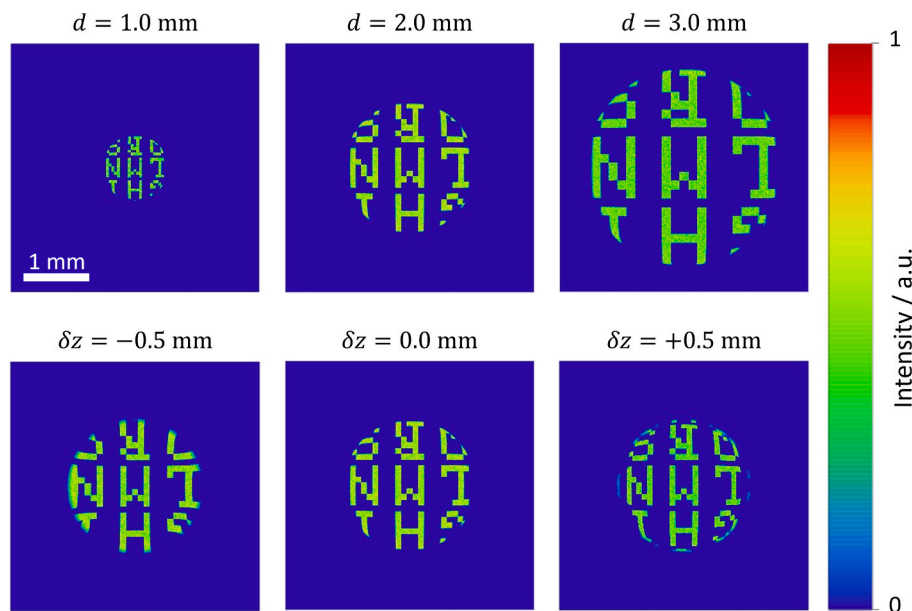 d = 1.0 mm
d = 2.0 mm
d = 3.0 mm
1 mm
δz = −0.5 mm
δz = 0.0 mm
δz = +0.5 mm
1
Intensity / a.u.
0